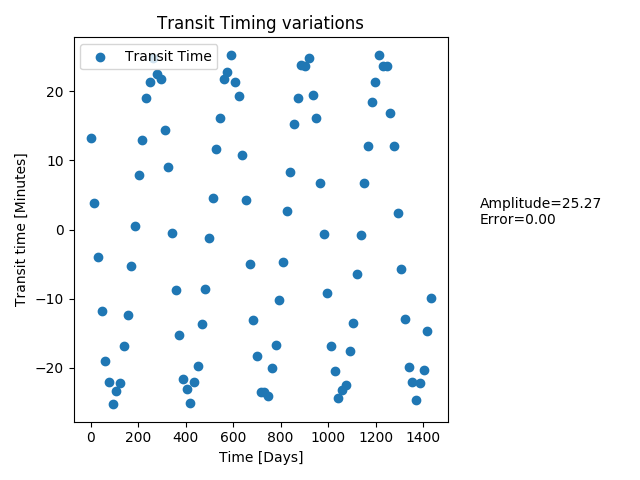 Transit Timing variations
Transit Time
Transit time [Minutes]
20
10
0
−10
−20
0 200 400 600 800 1000 1200 1400
Time [Days]
Amplitude=25.27
Error=0.00